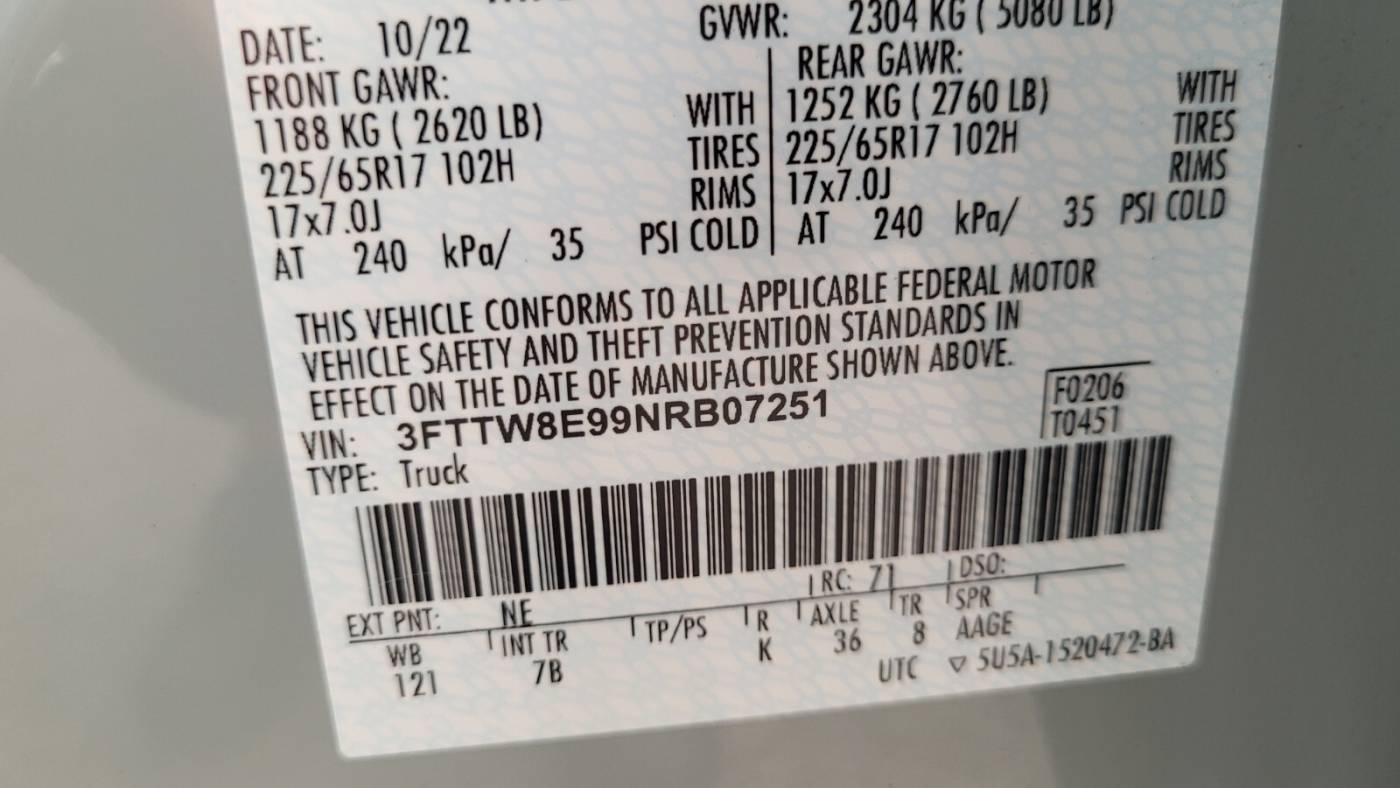 DATE: 10/22 GVWR: 2304 KG ( 5080 LB)
FRONT GAWR: REAR GAWR:
1188 KG ( 2620 LB) WITH 1252 KG ( 2760 LB) WITH
225/65R17 102H TIRES 225/65R17 102H TIRES
17x7.0J RIMS 17x7.0J RIMS
AT 240 kPa/ 35 PSI COLD AT 240 kPa/ 35 PSI COLD
THIS VEHICLE CONFORMS TO ALL APPLICABLE FEDERAL MOTOR
VEHICLE SAFETY AND THEFT PREVENTION STANDARDS IN
EFFECT ON THE DATE OF MANUFACTURE SHOWN ABOVE.
VIN: 3FTTW8E99NRB07251 F0206
TYPE: Truck T0451
EXT PNT: NE RC: 71 DSO:
WB INT TR TP/PS R AXLE TR SPR
121 7B K 36 8 AAGE
UTC ▽ 5U5A-1520472-BA